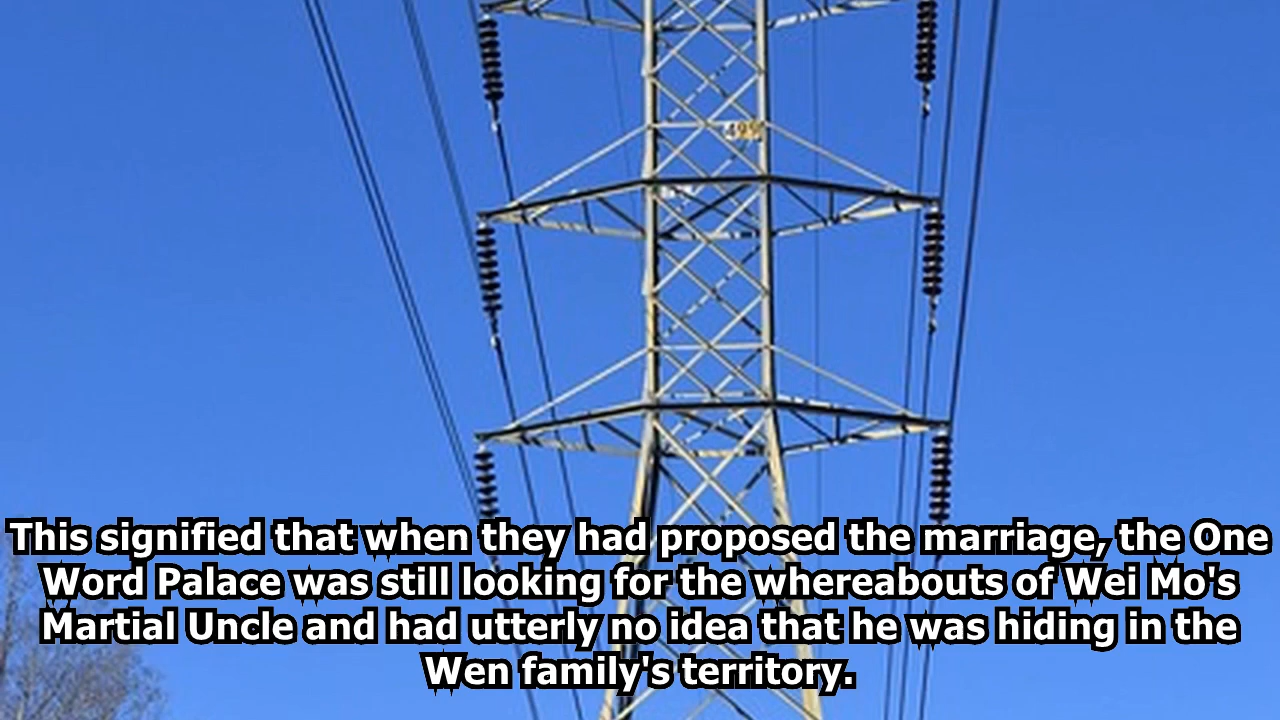 This signified that when they had proposed the marriage, the One
Word Palace was still looking for the whereabouts of Wei Mo's
Martial Uncle and had utterly no idea that he was hiding in the
Wen family's territory.